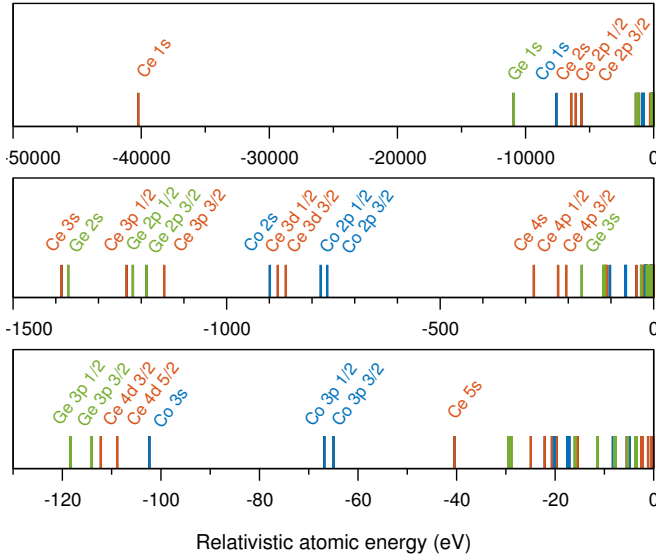 Ce 1s
Ge 1s
Co 1s
Ce 2s
Ce 2p 1/2
Ce 2p 3/2
-50000
-40000
-30000
-20000
-10000
-0
Ce 3s
Ge 2s
Ce 3p 1/2
Ge 2p 1/2
Ge 2p 3/2
Ce 3p 3/2
Co 2s
Ce 3d 1/2
Ce 3d 3/2
Co 2p 1/2
Co 2p 3/2
Ce 4s
Ce 4p 1/2
Ce 4p 3/2
Ge 3s
-1500
-1000
-500
-0
Ge 3p 1/2
Ge 3p 3/2
Ce 4d 3/2
Ce 4d 5/2
Co 3s
Co 3p 1/2
Co 3p 3/2
Ce 5s
-120
-100
-80
-60
-40
-20
-0
Relativistic atomic energy (eV)